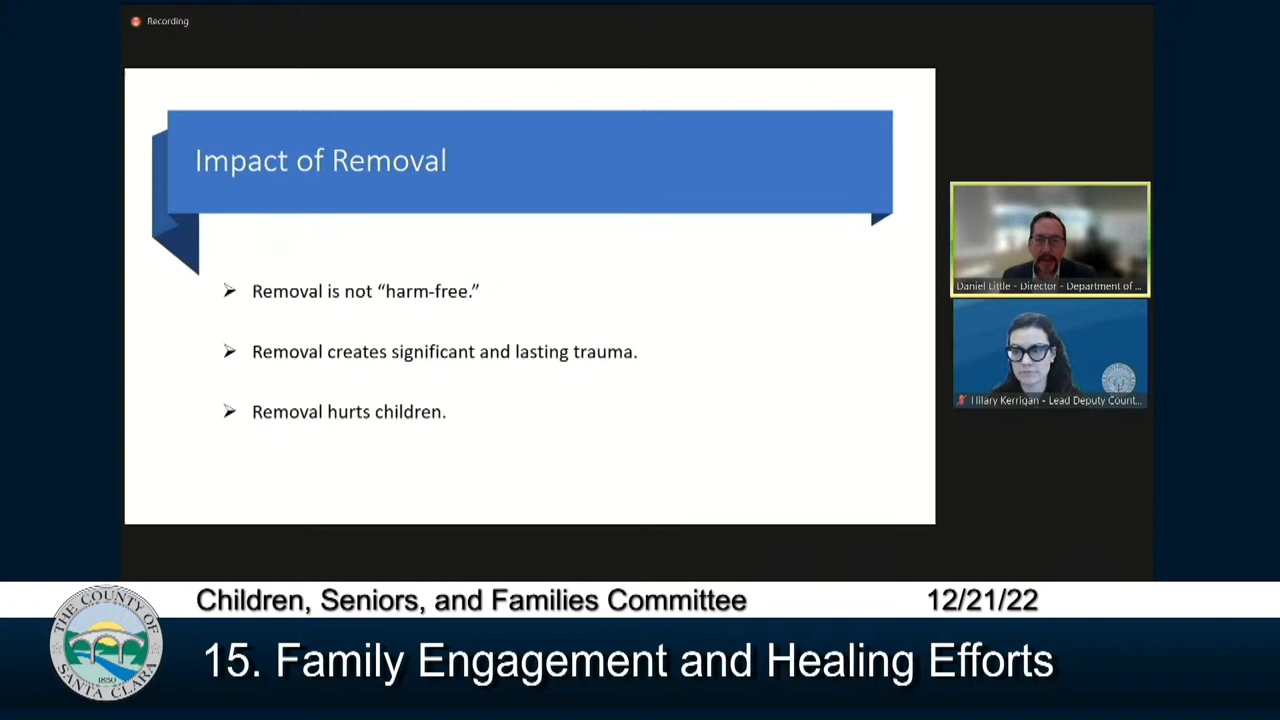 Recording
Impact of Removal
Removal is not “harm-free.”
Removal creates significant and lasting trauma.
Removal hurts children.
Daniel Little - Director - Department of ...
Hilary Kerrigan - Lead Deputy Count...
Children, Seniors, and Families Committee
12/21/22
THE COUNTY OF
SANTA CLARA
1850
15. Family Engagement and Healing Efforts